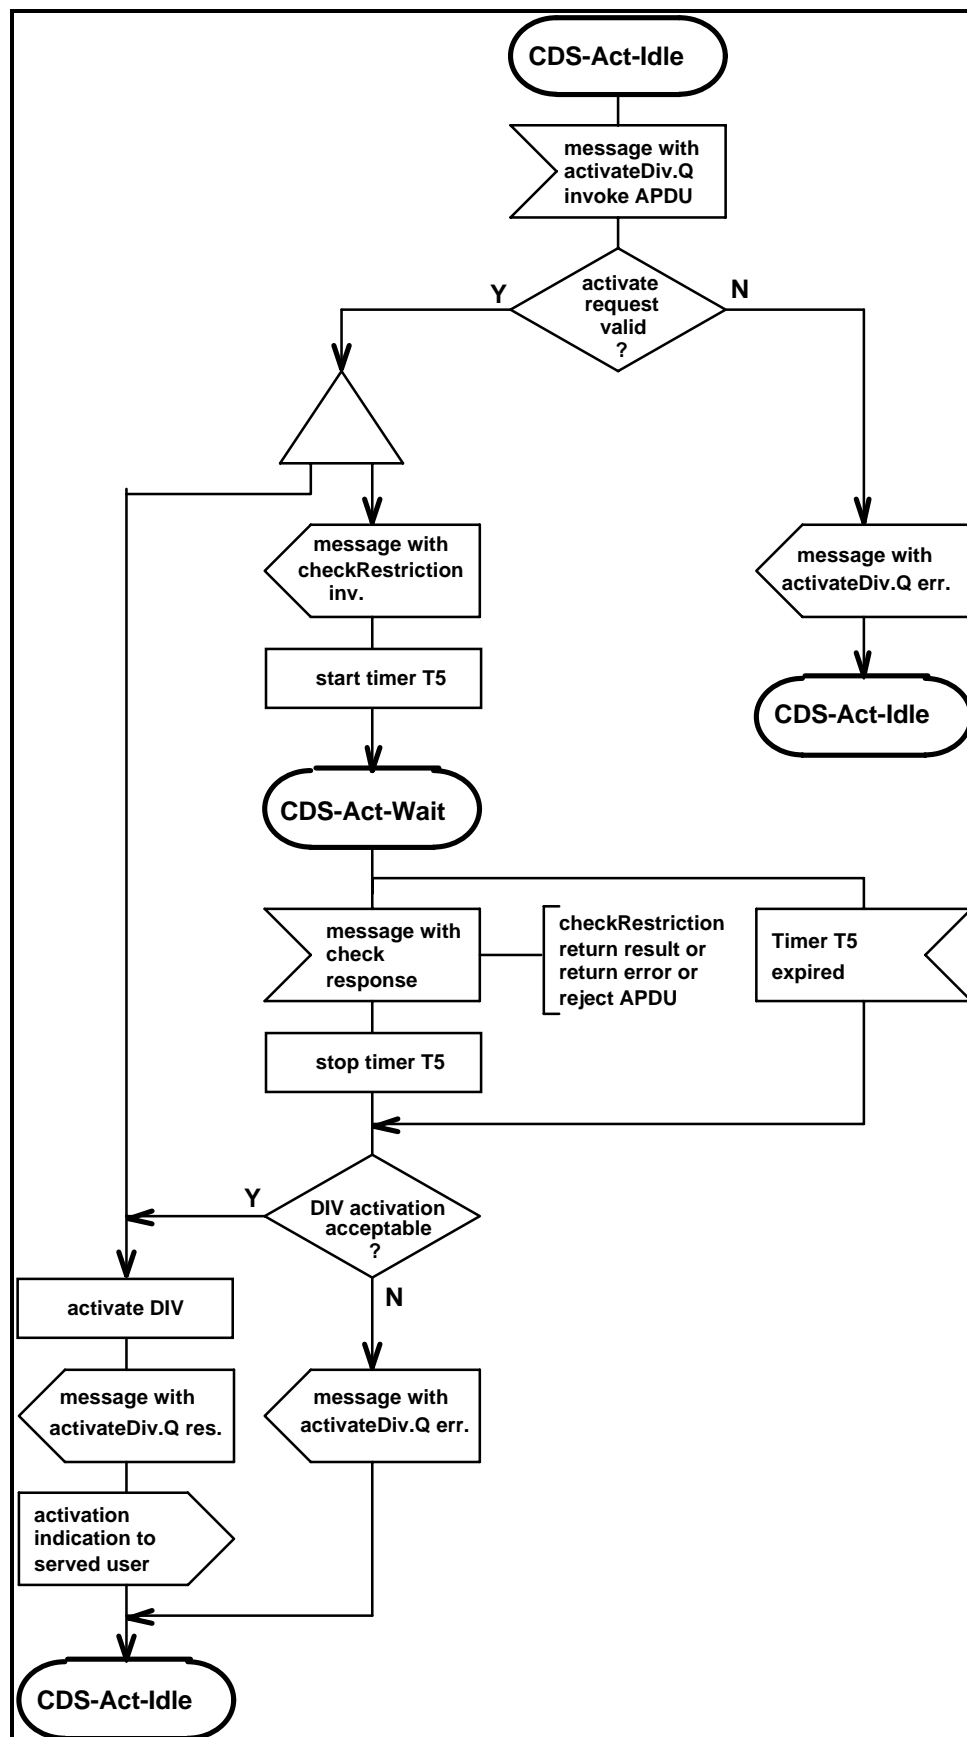 CDS-Act-Idle
message with
activateDiv.Q
invoke APDU
Y
activate
request
valid
?
N
message with
checkRestriction
inv.
message with
activateDiv.Q err.
start timer T5
CDS-Act-Idle
CDS-Act-Wait
message with
check
response
checkRestriction
return result or
return error or
reject APDU
Timer T5
expired
stop timer T5
Y
DIV activation
acceptable
?
N
activate DIV
message with
activateDiv.Q res.
message with
activateDiv.Q err.
activation
indication to
served user
CDS-Act-Idle